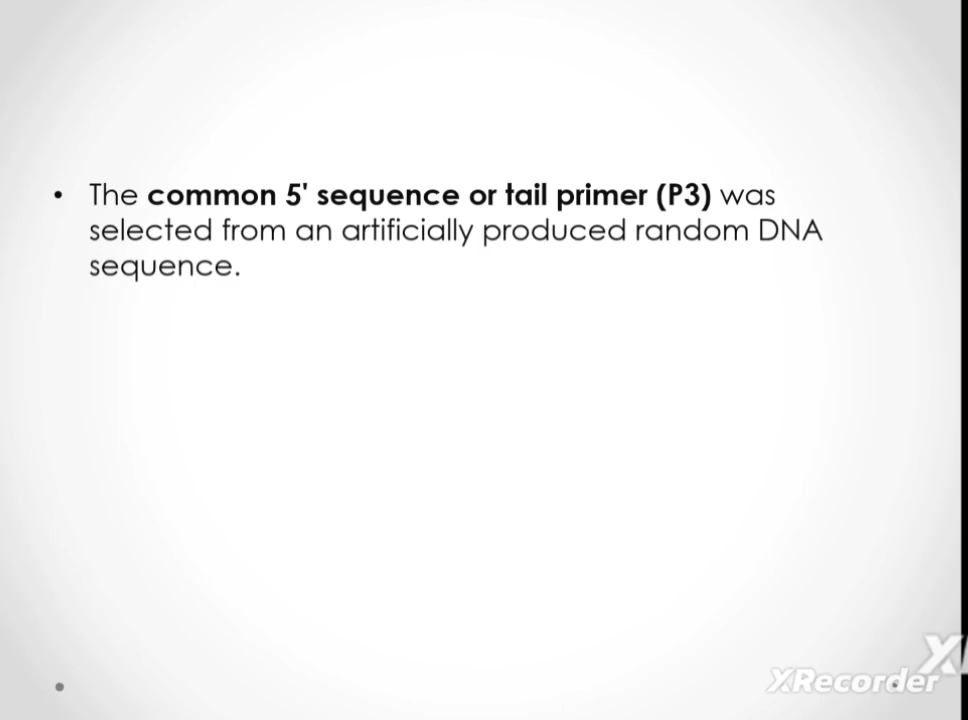 • The common 5' sequence or tail primer (P3) was
selected from an artificially produced random DNA
sequence.
XRecorder